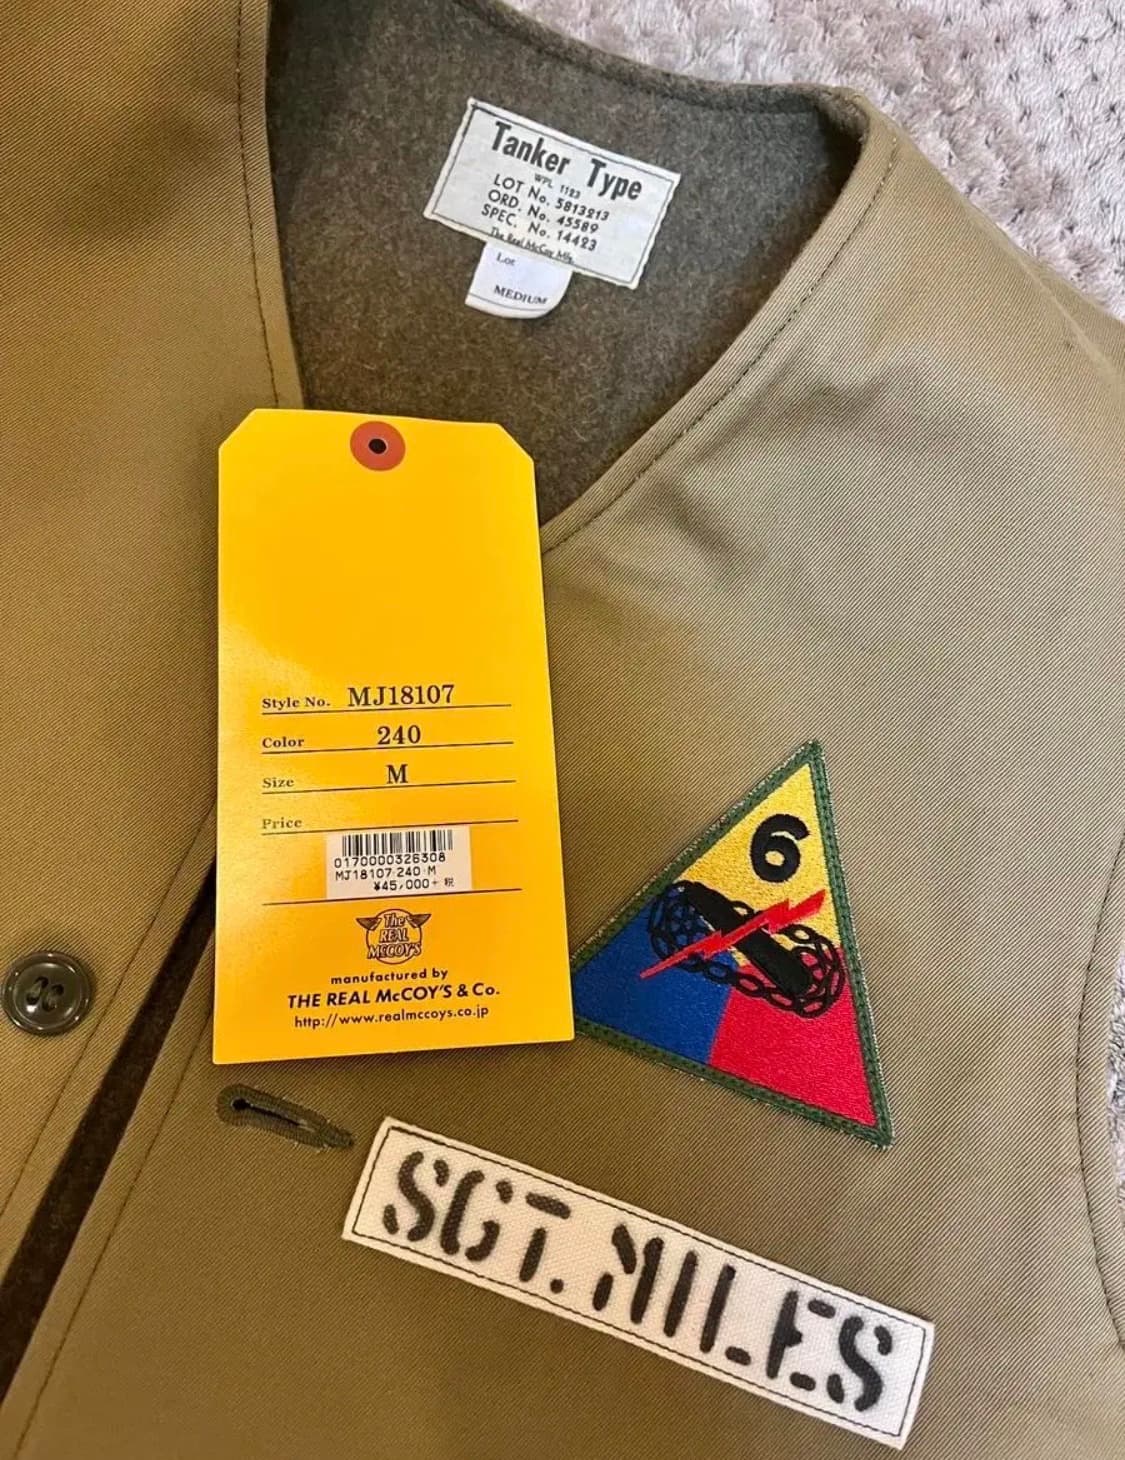 Tanker Type
WPL 1123
LOT No. 5813213
ORD. No. 45589
SPEC. No. 14423
The Real McCoy Mfg.
Lot
MEDIUM
Style No. MJ18107
Color 240
Size M
Price
0170000326308
MJ18107 240 M
¥45,000+税
The
REAL
McCOY'S
manufactured by
THE REAL McCOY'S & Co.
http://www.realmccoys.co.jp
6
SGT. MILES